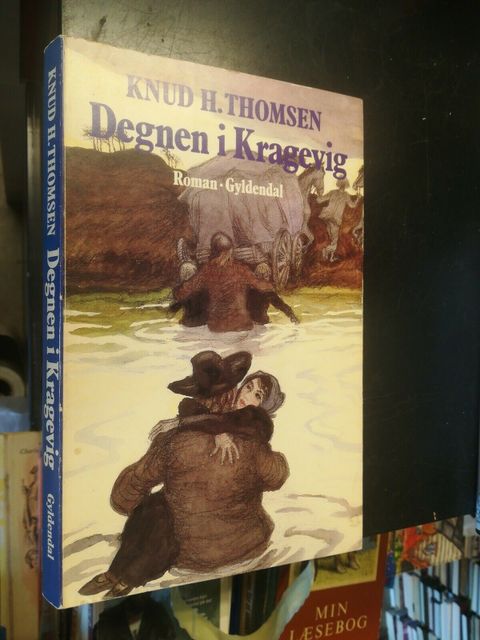 KNUD H. THOMSEN
Degnen i Kragevig
Roman · Gyldendal
KNUD H. THOMSEN Degnen i Kragevig Gyldendal
MIN
LÆSEBOG